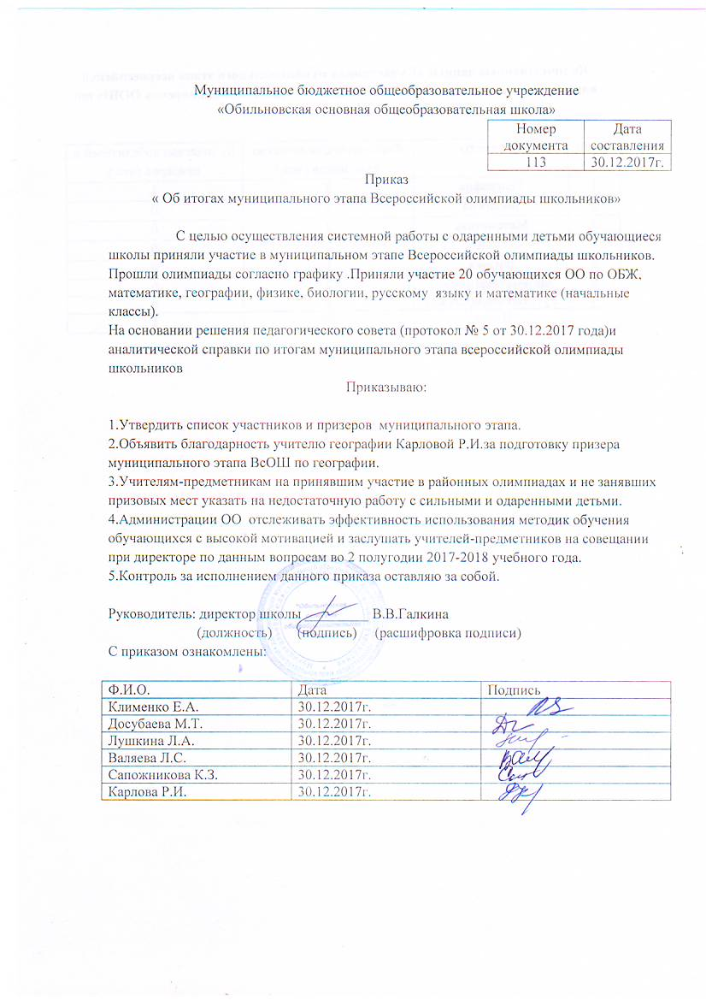 Муниципальное бюджетное общеобразовательное учреждение
«Обильновская основная общеобразовательная школа»
Номер документа Дата составления
113 30.12.2017г.
Приказ
« Об итогах муниципального этапа Всероссийской олимпиады школьников»
С целью осуществления системной работы с одаренными детьми обучающиеся
школы приняли участие в муниципальном этапе Всероссийской олимпиады школьников.
Прошли олимпиады согласно графику .Приняли участие 20 обучающихся ОО по ОБЖ,
математике, географии, физике, биологии, русскому языку и математике (начальные
классы).
На основании решения педагогического совета (протокол № 5 от 30.12.2017 года)и
аналитической справки по итогам муниципального этапа всероссийской олимпиады
школьников
Приказываю:
1.Утвердить список участников и призеров муниципального этапа.
2.Объявить благодарность учителю географии Карловой Р.И.за подготовку призера
муниципального этапа ВсОШ по географии.
3.Учителям-предметникам на принявшим участие в районных олимпиадах и не занявших
призовых мест указать на недостаточную работу с сильными и одаренными детьми.
4.Администрации ОО отслеживать эффективность использования методик обучения
обучающихся с высокой мотивацией и заслушать учителей-предметников на совещании
при директоре по данным вопросам во 2 полугодии 2017-2018 учебного года.
5.Контроль за исполнением данного приказа оставляю за собой.
Руководитель: директор школы __________ В.В.Галкина
(должность) (подпись) (расшифровка подписи)
С приказом ознакомлены:
Ф.И.О. Дата Подпись
Клименко Е.А. 30.12.2017г.
Досубаева М.Т. 30.12.2017г.
Лушкина Л.А. 30.12.2017г.
Валяева Л.С. 30.12.2017г.
Сапожникова К.З. 30.12.2017г.
Карлова Р.И. 30.12.2017г.